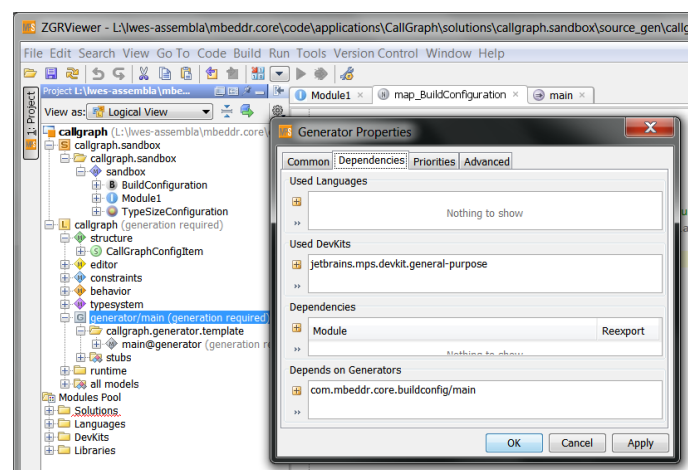 ZGRViewer - L:\lwes-assembla\mbeddr.core\code\applications\CallGraph\solutions\callgraph.sandbox\source_gen\callg
File Edit Search View Go To Code Build Run Tools Version Control Window Help
Project L:\lwes-assembla\mbe...
Module1
map_BuildConfiguration
main
1: Project
View as: Logical View
callgraph (L:\lwes-assembla\mbeddr.core\
callgraph.sandbox
callgraph.sandbox
sandbox
BuildConfiguration
Module1
TypeSizeConfiguration
callgraph (generation required)
structure
CallGraphConfigItem
editor
constraints
behavior
typesystem
generator/main (generation required)
callgraph.generator.template
main@generator (generation r
stubs
runtime
all models
Modules Pool
Solutions
Languages
DevKits
Libraries
Generator Properties
Common Dependencies Priorities Advanced
Used Languages
Nothing to show
Used DevKits
jetbrains.mps.devkit.general-purpose
Dependencies
Module Reexport
Nothing to show
Depends on Generators
com.mbeddr.core.buildconfig/main
OK Cancel Apply